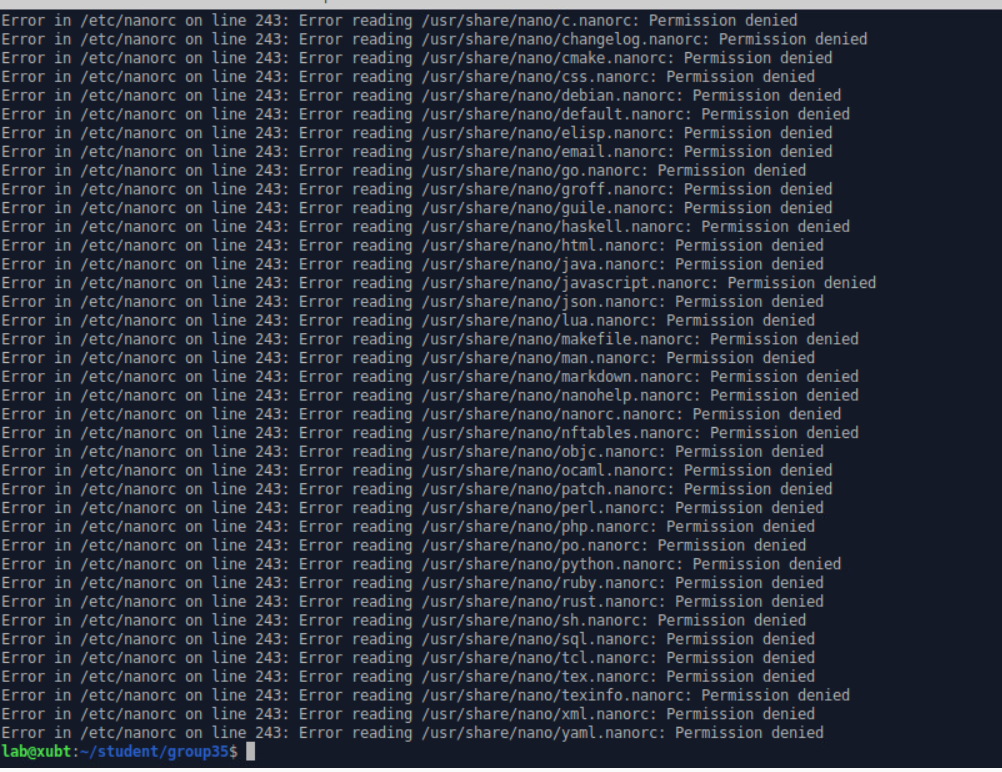 Error in /etc/nanorc on line 243: Error reading /usr/share/nano/c.nanorc: Permission denied
Error in /etc/nanorc on line 243: Error reading /usr/share/nano/changelog.nanorc: Permission denied
Error in /etc/nanorc on line 243: Error reading /usr/share/nano/cmake.nanorc: Permission denied
Error in /etc/nanorc on line 243: Error reading /usr/share/nano/css.nanorc: Permission denied
Error in /etc/nanorc on line 243: Error reading /usr/share/nano/debian.nanorc: Permission denied
Error in /etc/nanorc on line 243: Error reading /usr/share/nano/default.nanorc: Permission denied
Error in /etc/nanorc on line 243: Error reading /usr/share/nano/elisp.nanorc: Permission denied
Error in /etc/nanorc on line 243: Error reading /usr/share/nano/email.nanorc: Permission denied
Error in /etc/nanorc on line 243: Error reading /usr/share/nano/go.nanorc: Permission denied
Error in /etc/nanorc on line 243: Error reading /usr/share/nano/groff.nanorc: Permission denied
Error in /etc/nanorc on line 243: Error reading /usr/share/nano/guile.nanorc: Permission denied
Error in /etc/nanorc on line 243: Error reading /usr/share/nano/haskell.nanorc: Permission denied
Error in /etc/nanorc on line 243: Error reading /usr/share/nano/html.nanorc: Permission denied
Error in /etc/nanorc on line 243: Error reading /usr/share/nano/java.nanorc: Permission denied
Error in /etc/nanorc on line 243: Error reading /usr/share/nano/javascript.nanorc: Permission denied
Error in /etc/nanorc on line 243: Error reading /usr/share/nano/json.nanorc: Permission denied
Error in /etc/nanorc on line 243: Error reading /usr/share/nano/lua.nanorc: Permission denied
Error in /etc/nanorc on line 243: Error reading /usr/share/nano/makefile.nanorc: Permission denied
Error in /etc/nanorc on line 243: Error reading /usr/share/nano/man.nanorc: Permission denied
Error in /etc/nanorc on line 243: Error reading /usr/share/nano/markdown.nanorc: Permission denied
Error in /etc/nanorc on line 243: Error reading /usr/share/nano/nanohelp.nanorc: Permission denied
Error in /etc/nanorc on line 243: Error reading /usr/share/nano/nanorc.nanorc: Permission denied
Error in /etc/nanorc on line 243: Error reading /usr/share/nano/nftables.nanorc: Permission denied
Error in /etc/nanorc on line 243: Error reading /usr/share/nano/objc.nanorc: Permission denied
Error in /etc/nanorc on line 243: Error reading /usr/share/nano/ocaml.nanorc: Permission denied
Error in /etc/nanorc on line 243: Error reading /usr/share/nano/patch.nanorc: Permission denied
Error in /etc/nanorc on line 243: Error reading /usr/share/nano/perl.nanorc: Permission denied
Error in /etc/nanorc on line 243: Error reading /usr/share/nano/php.nanorc: Permission denied
Error in /etc/nanorc on line 243: Error reading /usr/share/nano/po.nanorc: Permission denied
Error in /etc/nanorc on line 243: Error reading /usr/share/nano/python.nanorc: Permission denied
Error in /etc/nanorc on line 243: Error reading /usr/share/nano/ruby.nanorc: Permission denied
Error in /etc/nanorc on line 243: Error reading /usr/share/nano/rust.nanorc: Permission denied
Error in /etc/nanorc on line 243: Error reading /usr/share/nano/sh.nanorc: Permission denied
Error in /etc/nanorc on line 243: Error reading /usr/share/nano/sql.nanorc: Permission denied
Error in /etc/nanorc on line 243: Error reading /usr/share/nano/tcl.nanorc: Permission denied
Error in /etc/nanorc on line 243: Error reading /usr/share/nano/tex.nanorc: Permission denied
Error in /etc/nanorc on line 243: Error reading /usr/share/nano/texinfo.nanorc: Permission denied
Error in /etc/nanorc on line 243: Error reading /usr/share/nano/xml.nanorc: Permission denied
Error in /etc/nanorc on line 243: Error reading /usr/share/nano/yaml.nanorc: Permission denied
lab@xubt:~/student/group35$